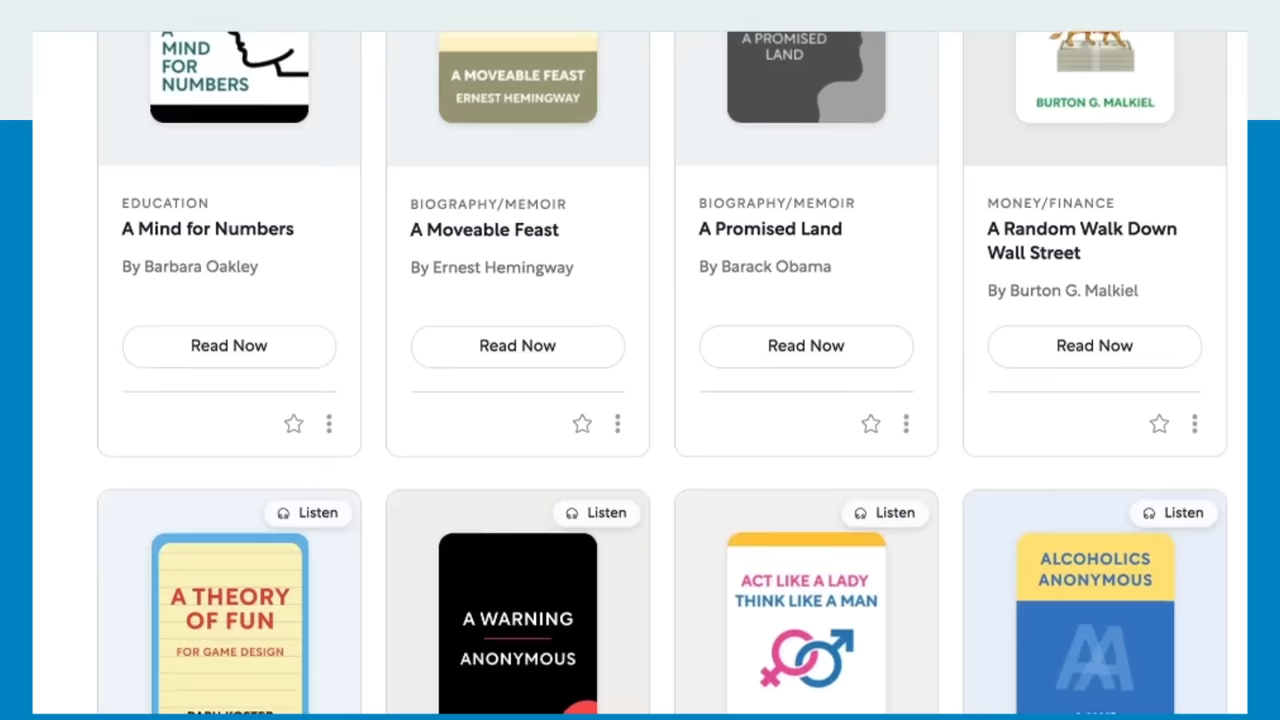 MIND
FOR
NUMBERS
A MOVEABLE FEAST
ERNEST HEMINGWAY
A PROMISED
LAND
BURTON G. MALKIEL
EDUCATION
A Mind for Numbers
By Barbara Oakley
Read Now
BIOGRAPHY/MEMOIR
A Moveable Feast
By Ernest Hemingway
Read Now
BIOGRAPHY/MEMOIR
A Promised Land
By Barack Obama
Read Now
MONEY/FINANCE
A Random Walk Down
Wall Street
By Burton G. Malkiel
Read Now
Listen
A THEORY
OF FUN
FOR GAME DESIGN
Listen
A WARNING
ANONYMOUS
Listen
ACT LIKE A LADY
THINK LIKE A MAN
Listen
ALCOHOLICS
ANONYMOUS
AA